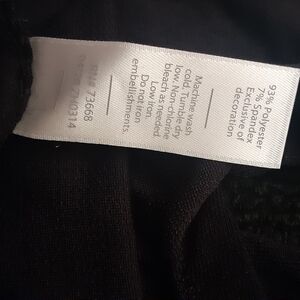 93% Polyester
7% Spandex
Exclusive of
decoration
Machine wash
cold. Tumble dry
low. Non-chlorine
bleach as needed.
Low iron.
Do not iron
embellishments.
RN# 73668